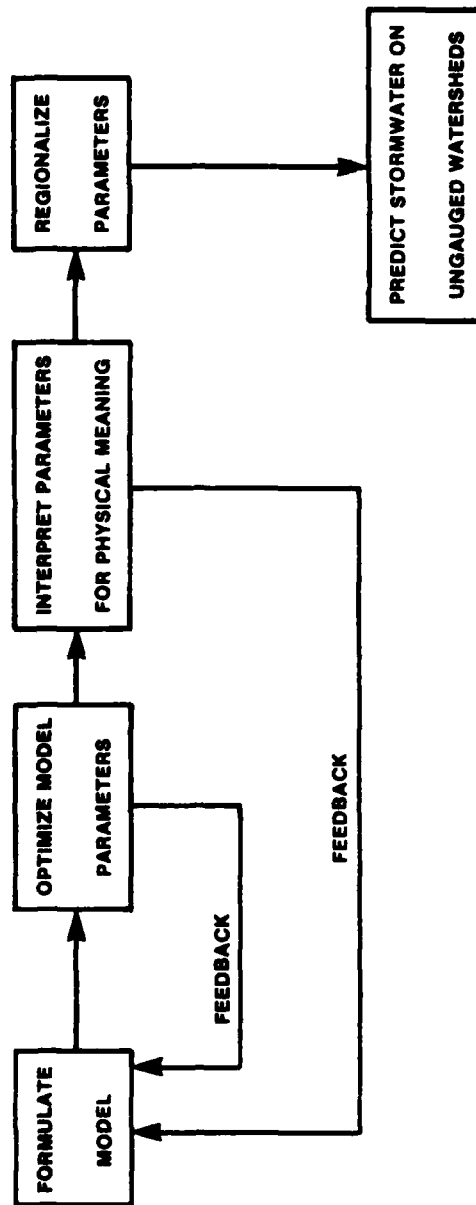 FORMULATE
MODEL
OPTIMIZE MODEL
PARAMETERS
INTERPRET PARAMETERS
FOR PHYSICAL MEANING
REGIONALIZE
PARAMETERS
FEEDBACK
FEEDBACK
PREDICT STORMWATER ON
UNGAUGED WATERSHEDS